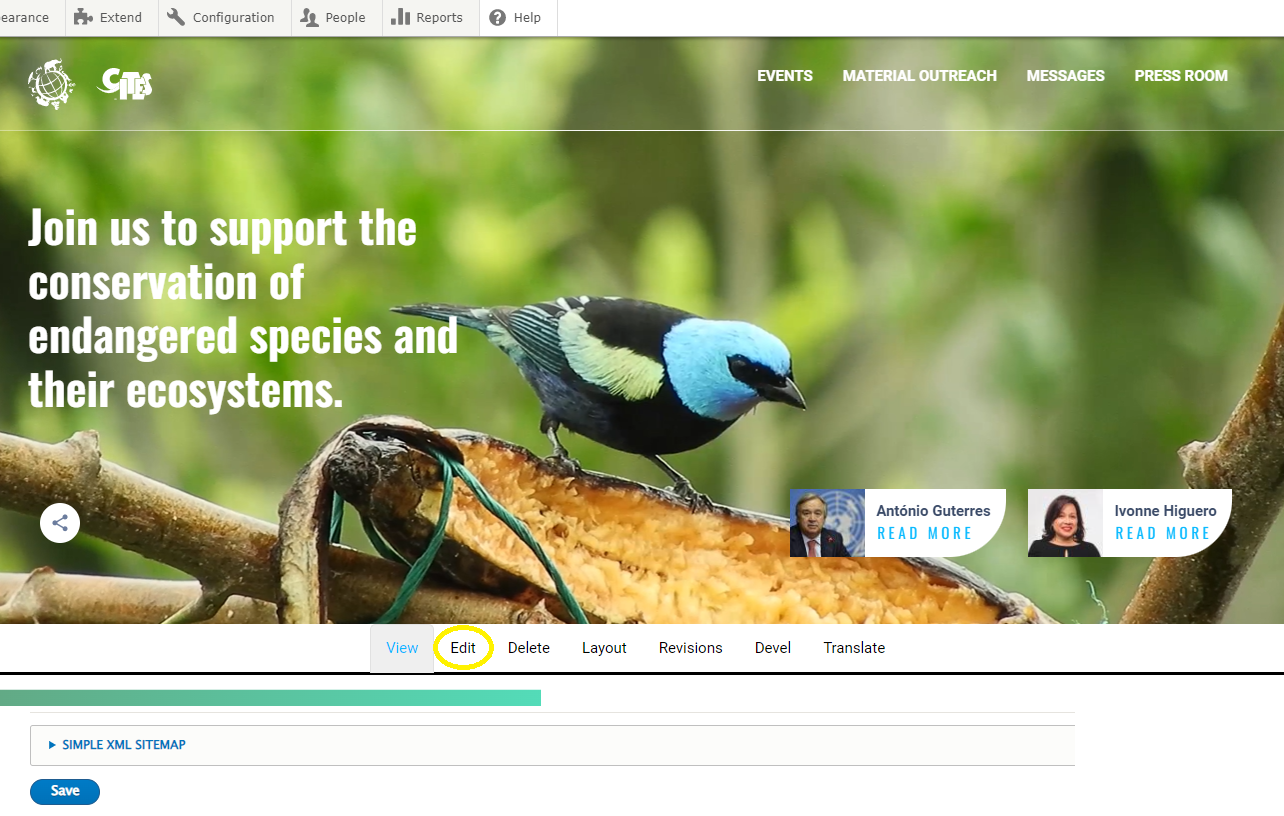 earance Extend Configuration People Reports Help
CITES EVENTS MATERIAL OUTREACH MESSAGES PRESS ROOM
Join us to support the
conservation of
endangered species and
their ecosystems.
António Guterres
READ MORE
Ivonne Higuero
READ MORE
View Edit Delete Layout Revisions Devel Translate
SIMPLE XML SITEMAP
Save